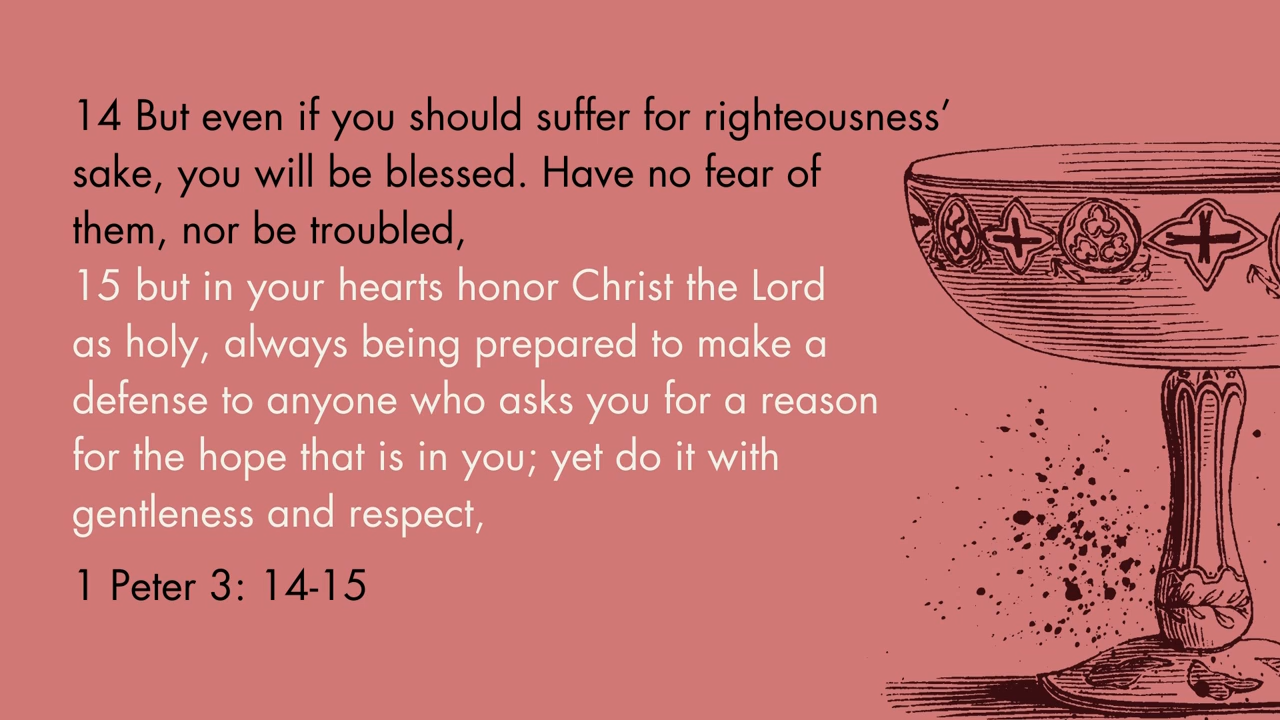 14 But even if you should suffer for righteousness’
sake, you will be blessed. Have no fear of
them, nor be troubled,
15 but in your hearts honor Christ the Lord
as holy, always being prepared to make a
defense to anyone who asks you for a reason
for the hope that is in you; yet do it with
gentleness and respect,
1 Peter 3: 14-15